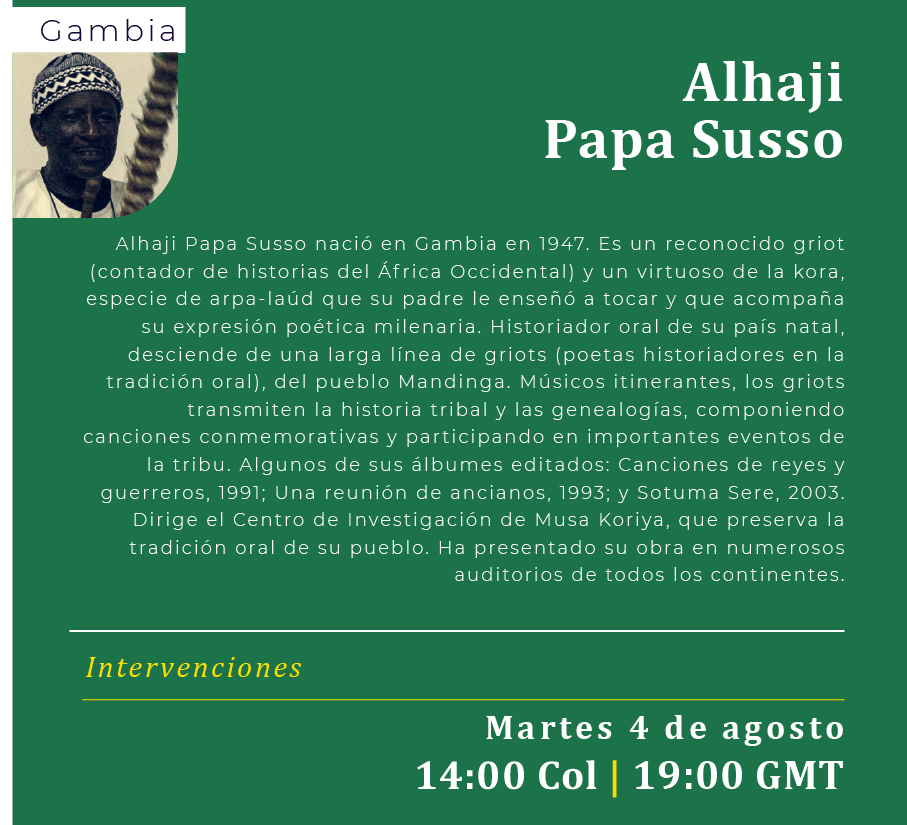 Gambia
Alhaji
Papa Susso
Alhaji Papa Susso nació en Gambia en 1947. Es un reconocido griot
(contador de historias del África Occidental) y un virtuoso de la kora,
especie de arpa-laúd que su padre le enseñó a tocar y que acompaña
su expresión poética milenaria. Historiador oral de su país natal,
desciende de una larga línea de griots (poetas historiadores en la
tradición oral), del pueblo Mandinga. Músicos itinerantes, los griots
transmiten la historia tribal y las genealogías, componiendo
canciones conmemorativas y participando en importantes eventos de
la tribu. Algunos de sus álbumes editados: Canciones de reyes y
guerreros, 1991; Una reunión de ancianos, 1993; y Sotuma Sere, 2003.
Dirige el Centro de Investigación de Musa Koriya, que preserva la
tradición oral de su pueblo. Ha presentado su obra en numerosos
auditorios de todos los continentes.
Intervenciones
Martes 4 de agosto
14:00 Col | 19:00 GMT